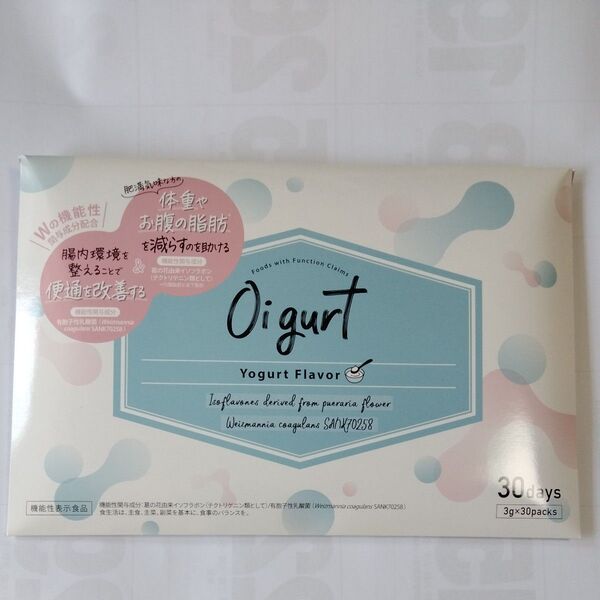 Wの機能性
関与成分配合
腸内環境を
整えることで
便通を改善する
機能性関与成分
有胞子性乳酸菌(Weizmannia
coagulans SANK70258)
&
肥満気味な方の
体重や
お腹の脂肪
を減らすのを助ける
機能性関与成分
葛の花由来イソフラボン
(テクトリゲニン類として)
Foods with Function Claims
Oigurt
Yogurt Flavor
Isoflavones derived from pueraria flower
Weizmannia coagulans SANK70258
30days
3g×30packs
機能性表示食品
機能性関与成分:葛の花由来イソフラボン(テクトリゲニン類として)/有胞子性乳酸菌(Weizmannia coagulans SANK70258)
食生活は、主食、主菜、副菜を基本に、食事のバランスを。